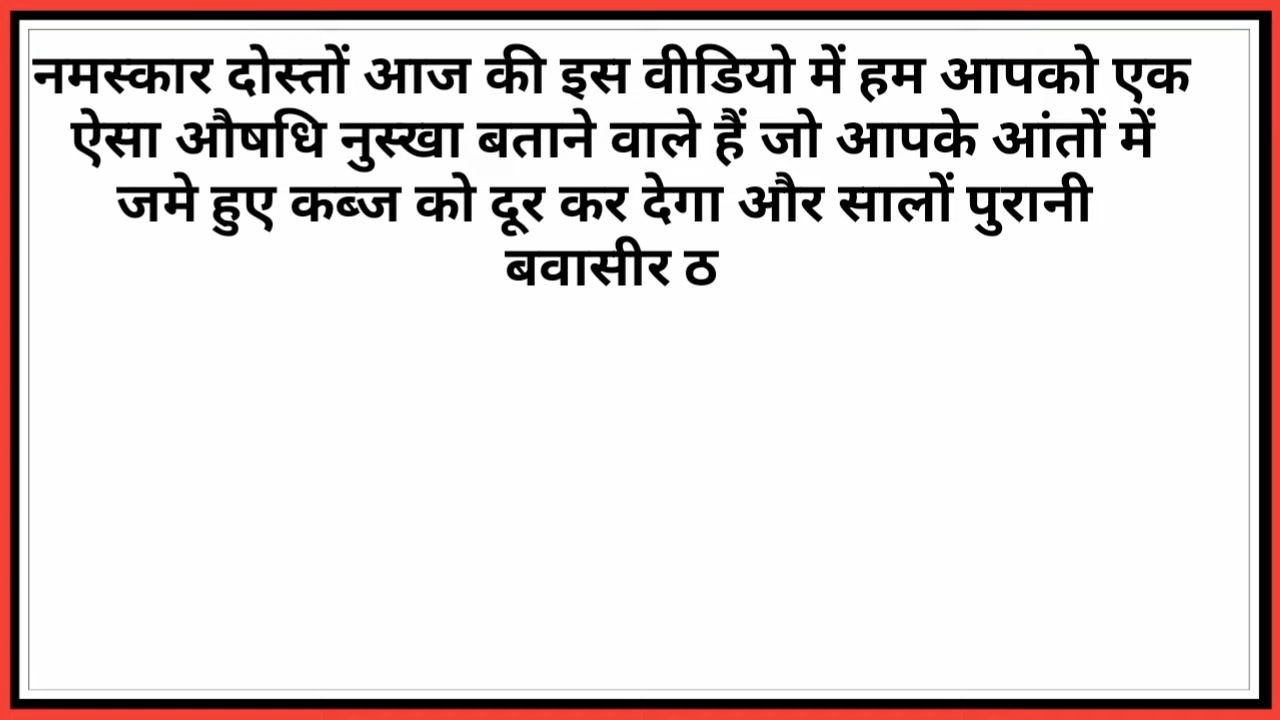 नमस्कार दोस्तों आज की इस वीडियो में हम आपको एक
ऐसा औषधि नुस्खा बताने वाले हैं जो आपके आंतों में
जमे हुए कब्ज को दूर कर देगा और सालों पुरानी
बवासीर ठ